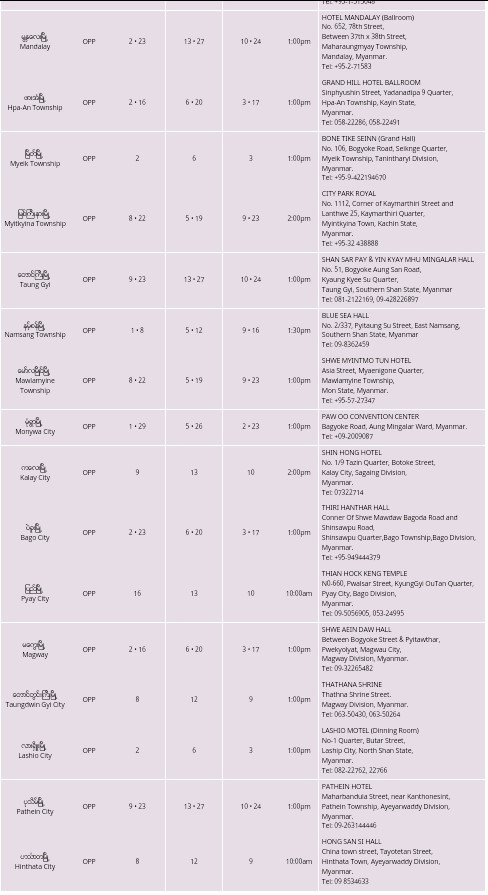 မန္တလေးမြို့
Mandalay
OPP
2 • 23
13 • 27
10 • 24
1:00pm
HOTEL MANDALAY (Ballroom)
No. 652, 78th Street,
Between 37th x 38th Street,
Maharaungmyay Township,
Mandalay, Myanmar.
Tel: +95-2-71583
ဘားအံမြို့
Hpa-An Township
OPP
2 • 16
6 • 20
3 • 17
1:00pm
GRAND HILL HOTEL BALLROOM
Sinphyushin Street, Yadanadipa 9 Quarter,
Hpa-An Township, Kayin State,
Myanmar.
Tel: 058-22286, 058-22491
မြိတ်မြို့
Myeik Township
OPP
2
6
3
1:00pm
BONE TIKE SEINN (Grand Hall)
No. 106, Bogyoke Road, Seiknge Quarter,
Myeik Township, Tanintharyi Division,
Myanmar.
Tel: +95-9-422194670
မြစ်ကြီးနားမြို့
Myitkyina Township
OPP
8 • 22
5 • 19
9 • 23
2:00pm
CITY PARK ROYAL
No. 1112, Corner of Kaymarthiri Street and
Lanthwe 25, Kaymarthiri Quarter,
Myintkyina Town, Kachin State,
Myanmar.
Tel: +95-32 438888
တောင်ကြီးမြို့
Taung Gyi
OPP
9 • 23
13 • 27
10 • 24
1:00pm
SHAN SAR PAY & YIN KYAY MHU MINGALAR HALL
No. 51, Bogyoke Aung San Road,
Kyaung Kyee Su Quarter,
Taung Gyi, Southern Shan State, Myanmar
Tel: 081-2122169, 09-428226897
နမ့်စန်မြို့
Namsang Township
OPP
1 • 8
5 • 12
9 • 16
1:30pm
BLUE SEA HALL
No. 2/337, Pyitaung Su Street, East Namsang,
Southern Shan State, Myanmar
Tel: 09-8362459
မော်လမြိုင်မြို့
Mawlamyine
Township
OPP
8 • 22
5 • 19
9 • 23
1:00pm
SHWE MYINTMO TUN HOTEL
Asia Street, Myaenigone Quarter,
Mawlamyine Township,
Mon State, Myanmar.
Tel: +95-57-27347
မုံရွာမြို့
Monywa City
OPP
1 • 29
5 • 26
2 • 23
1:00pm
PAW OO CONVENTION CENTER
Bagyoke Road, Aung Mingalar Ward, Myanmar.
Tel: +09-2009087
ကလေးမြို့
Kalay City
OPP
9
13
10
2:00pm
SHIN HONG HOTEL
No. 1/9 Tazin Quarter, Botoke Street,
Kalay City, Sagaing Division,
Myanmar.
Tel: 07322714
ပဲခူးမြို့
Bago City
OPP
2 • 23
6 • 20
3 • 17
1:00pm
THIRI HANTHAR HALL
Conner Of Shwe Mawdaw Bagoda Road and
Shinsawpu Road,
Shinsawpu Quarter,Bago Township,Bago Division,
Myanmar.
Tel: +95-949444379
ပြည်မြို့
Pyay City
OPP
16
13
10
10:00am
THIAN HOCK KENG TEMPLE
N0-660, Pwalsar Street, KyungGyi OuTan Quarter,
Pyay City, Bago Division,
Myanmar.
Tel: 09-5056905, 053-24995
မကွေးမြို့
Magway
OPP
2 • 16
6 • 20
3 • 17
1:00pm
SHWE AEIN DAW HALL
Between Bogyoke Street & Pyitawthar,
Pwekyolyat, Magwau City,
Magway Division, Myanmar.
Tel: 09-32265482
တောင်တွင်းကြီးမြို့
Taungdwin Gyi City
OPP
8
12
9
1:00pm
THATHANA SHRINE
Thathna Shrine Street.
Magway Division, Myanmar.
Tel: 063-50430, 063-50264
လားရှိုးမြို့
Lashio City
OPP
2
6
3
1:00pm
LASHIO MOTEL (Dinning Room)
No-1 Quarter, Butar Street,
Laship City, North Shan State,
Myanmar.
Tel: 082-22762, 22766
ပုသိမ်မြို့
Pathein City
OPP
9 • 23
13 • 27
10 • 24
1:00pm
PATHEIN HOTEL
Maharbandula Street, near Kanthonesint,
Pathein Township, Ayeyarwaddy Division,
Myanmar.
Tel: 09-263144446
ဟင်္သာတမြို့
Hinthata City
OPP
8
12
9
10:00am
HONG SAN SI HALL
China town street, Tayotetan Street,
Hinthata Town, Ayeyarwaddy Division,
Myanmar.
Tel: 09 8534633